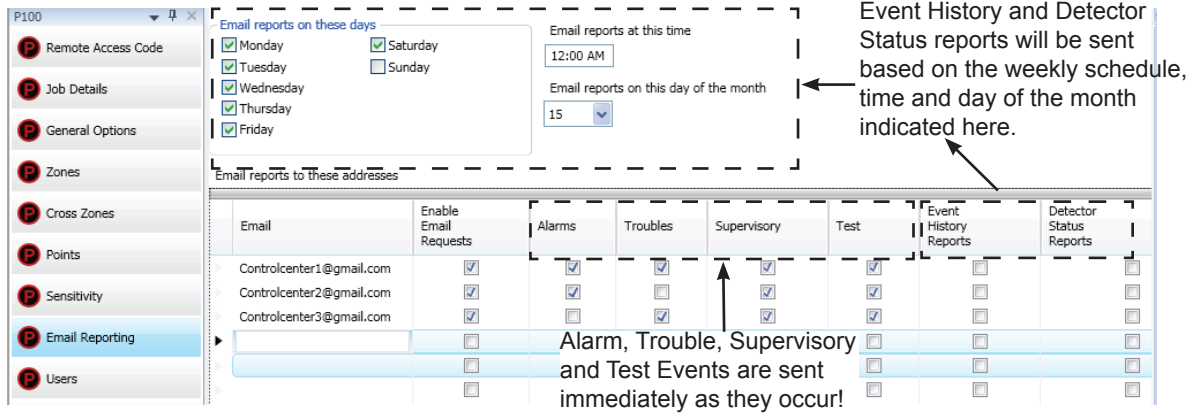 P100
Remote Access Code
Job Details
General Options
Zones
Cross Zones
Points
Sensitivity
Email Reporting
Users
Email reports on these days
Monday
Tuesday
Wednesday
Thursday
Friday
Saturday
Sunday
Email reports at this time
12:00 AM
Email reports on this day of the month
15
Event History and Detector
Status reports will be sent
based on the weekly schedule,
time and day of the month
indicated here.
Email reports to these addresses
Email
Enable
Email
Requests
Alarms
Troubles
Supervisory
Test
Event
History
Reports
Detector
Status
Reports
Controlcenter1@gmail.com
Controlcenter2@gmail.com
Controlcenter3@gmail.com
Alarm, Trouble, Supervisory
and Test Events are sent
immediately as they occur!